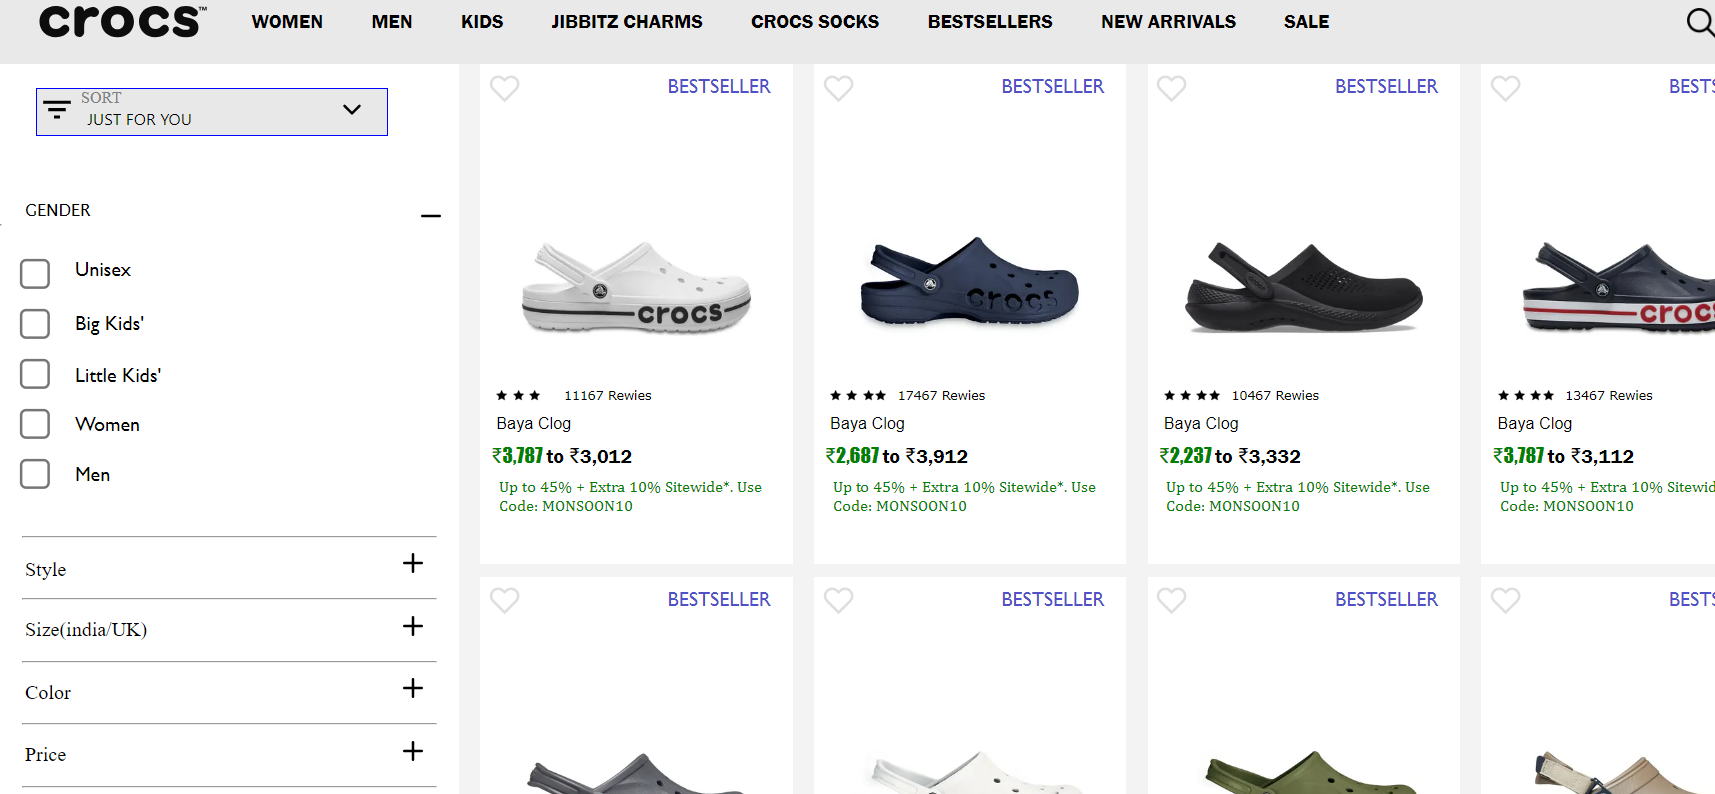 crocs™ WOMEN MEN KIDS JIBBITZ CHARMS CROCS SOCKS BESTSELLERS NEW ARRIVALS SALE
SORT
JUST FOR YOU
GENDER
Unisex
Big Kids'
Little Kids'
Women
Men
Style
Size(india/UK)
Color
Price
BESTSELLER
crocs
11167 Rewies
Baya Clog
₹3,787 to ₹3,012
Up to 45% + Extra 10% Sitewide*. Use
Code: MONSOON10
BESTSELLER
crocs
17467 Rewies
Baya Clog
₹2,687 to ₹3,912
Up to 45% + Extra 10% Sitewide*. Use
Code: MONSOON10
BESTSELLER
10467 Rewies
Baya Clog
₹2,237 to ₹3,332
Up to 45% + Extra 10% Sitewide*. Use
Code: MONSOON10
BESTS
crocs
13467 Rewies
Baya Clog
₹3,787 to ₹3,112
Up to 45% + Extra 10% Sitewid
Code: MONSOON10
BESTSELLER
BESTSELLER
BESTSELLER
BESTS